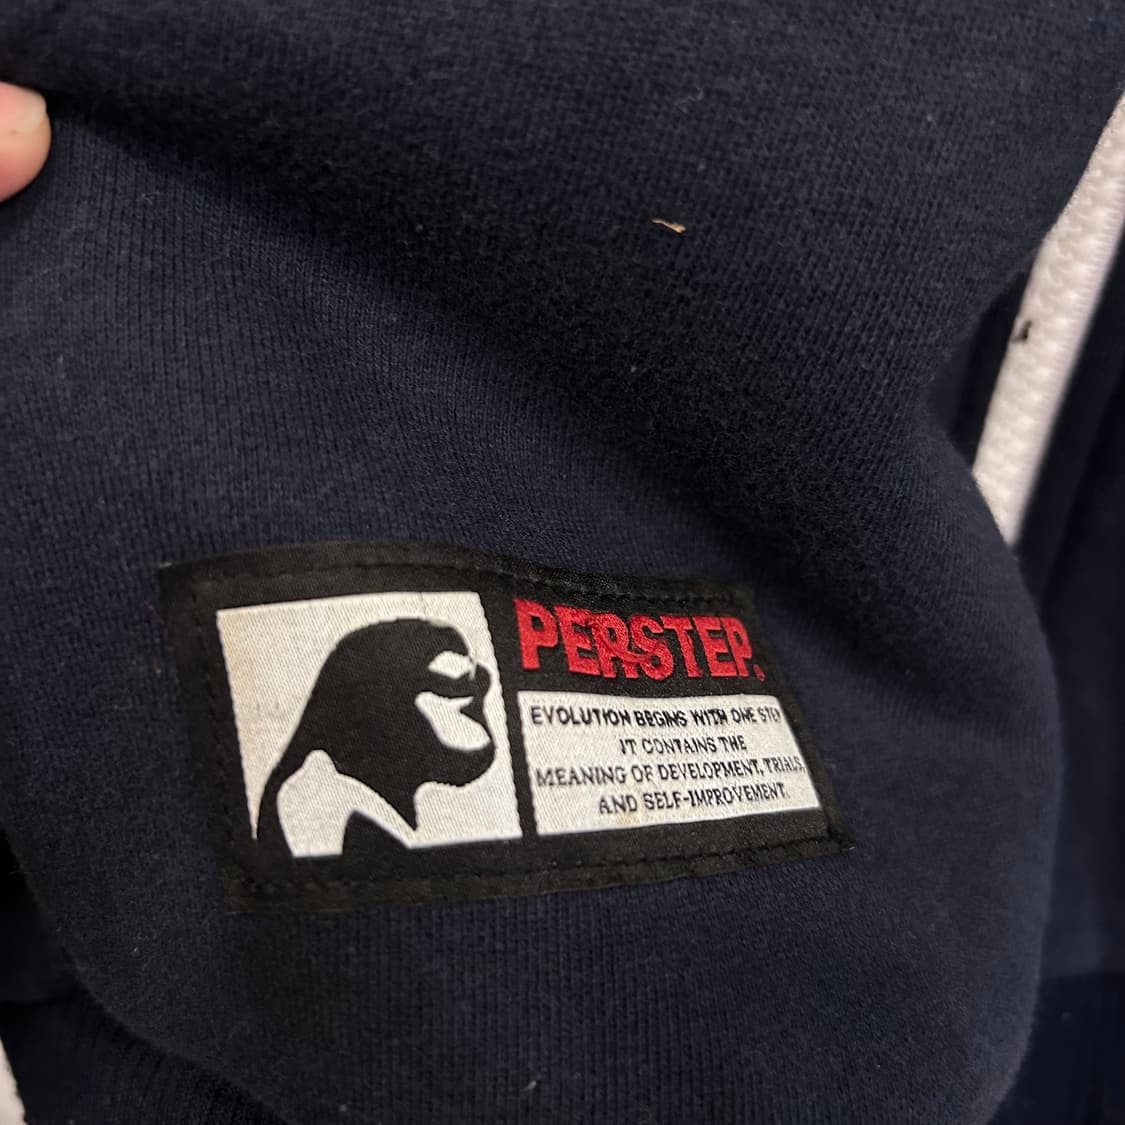 PERSTEP.
EVOLUTION BEGINS WITH ONE STEP
IT CONTAINS THE
MEANING OF DEVELOPMENT, TRIALS,
AND SELF-IMPROVEMENT.